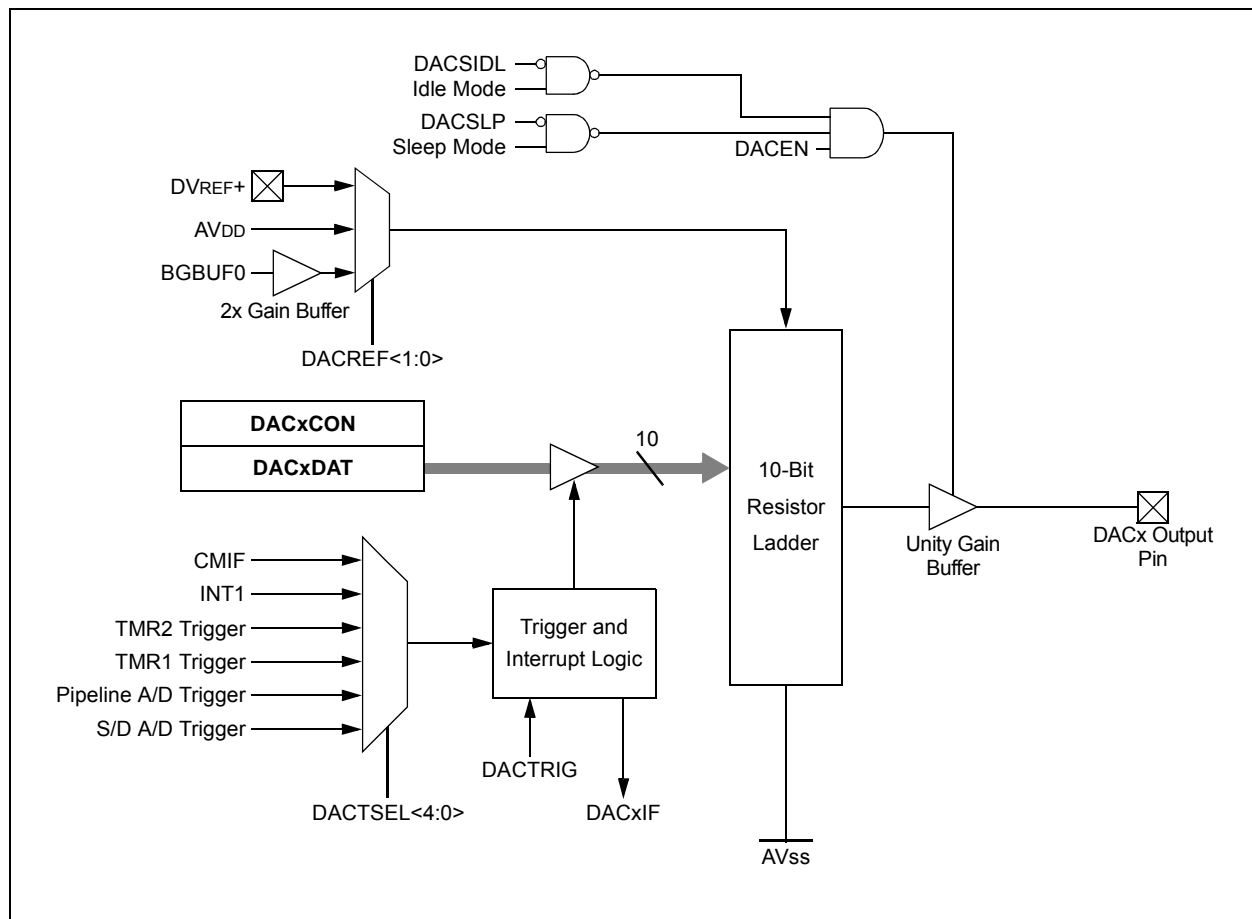 DACSIDL
Idle Mode
DACSLP
Sleep Mode
DACEN
DVREF+
AVDD
BGBUF0
2x Gain Buffer
DACREF<1:0>
DACxCON
DACxDAT
10
10-Bit
Resistor
Ladder
Unity Gain
Buffer
DACx Output
Pin
CMIF
INT1
TMR2 Trigger
TMR1 Trigger
Pipeline A/D Trigger
S/D A/D Trigger
Trigger and
Interrupt Logic
DACTRIG
DACTSEL<4:0>
DACxIF
AVss